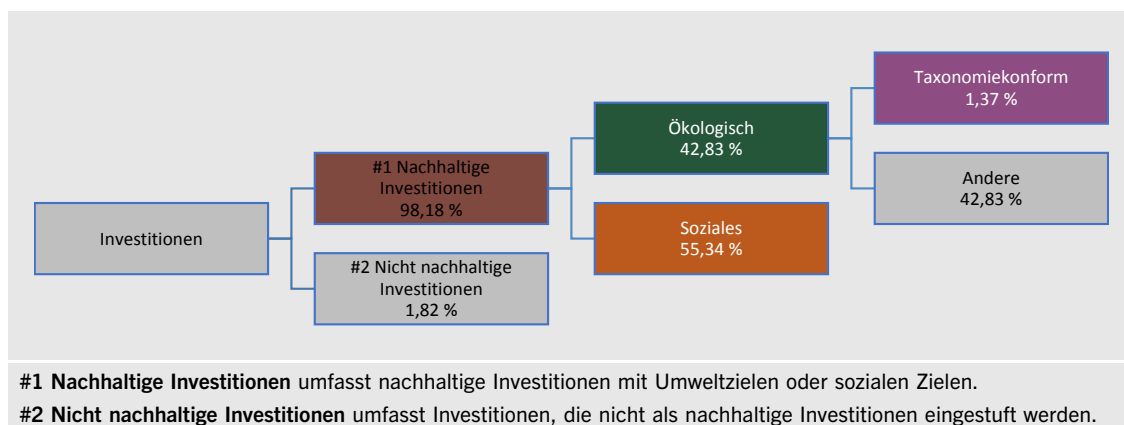 Investitionen
#1 Nachhaltige
Investitionen
98,18 %
#2 Nicht nachhaltige
Investitionen
1,82 %
Ökologisch
42,83 %
Soziales
55,34 %
Taxonomiekonform
1,37 %
Andere
42,83 %
#1 Nachhaltige Investitionen umfasst nachhaltige Investitionen mit Umweltzielen oder sozialen Zielen.
#2 Nicht nachhaltige Investitionen umfasst Investitionen, die nicht als nachhaltige Investitionen eingestuft werden.